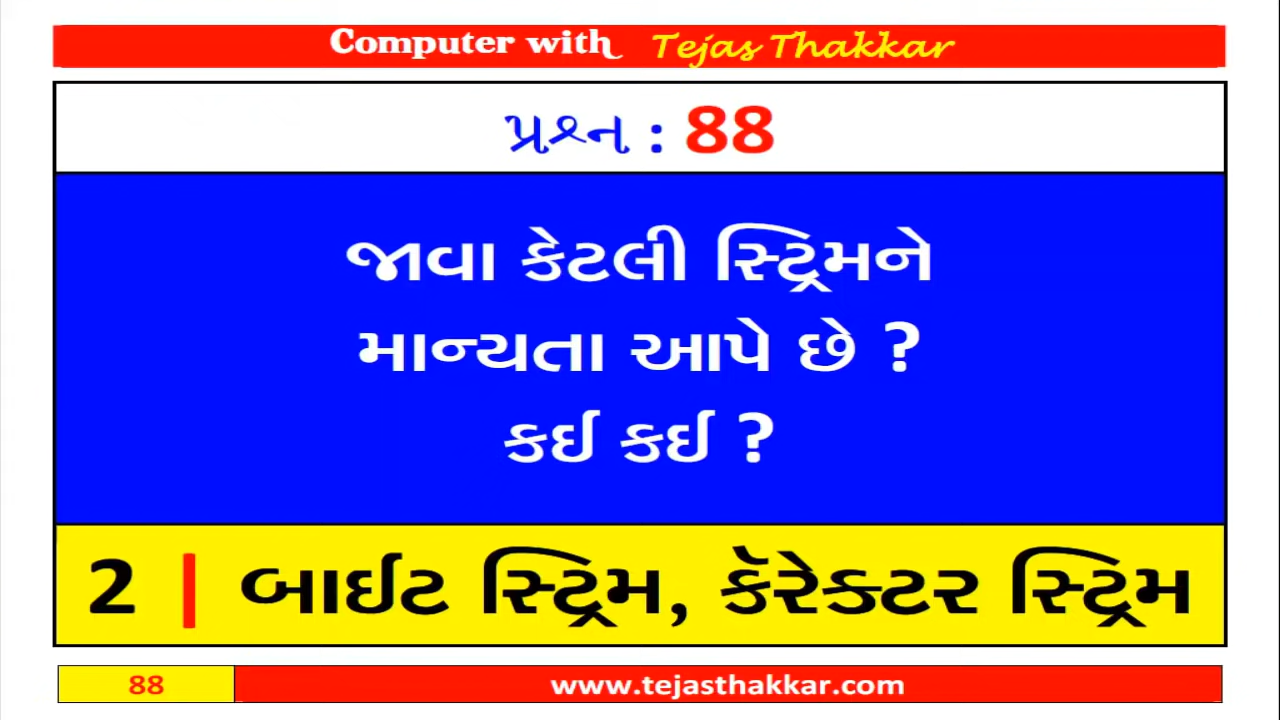 Computer with Tejas Thakkar
પ્રશ્ન : 88
જાવા કેટલી સ્ટ્રિમને
માન્યતા આપે છે ?
કઈ કઈ ?
2 | બાઈટ સ્ટ્રિમ, કૅરેક્ટર સ્ટ્રિમ
88 www.tejasthakkar.com